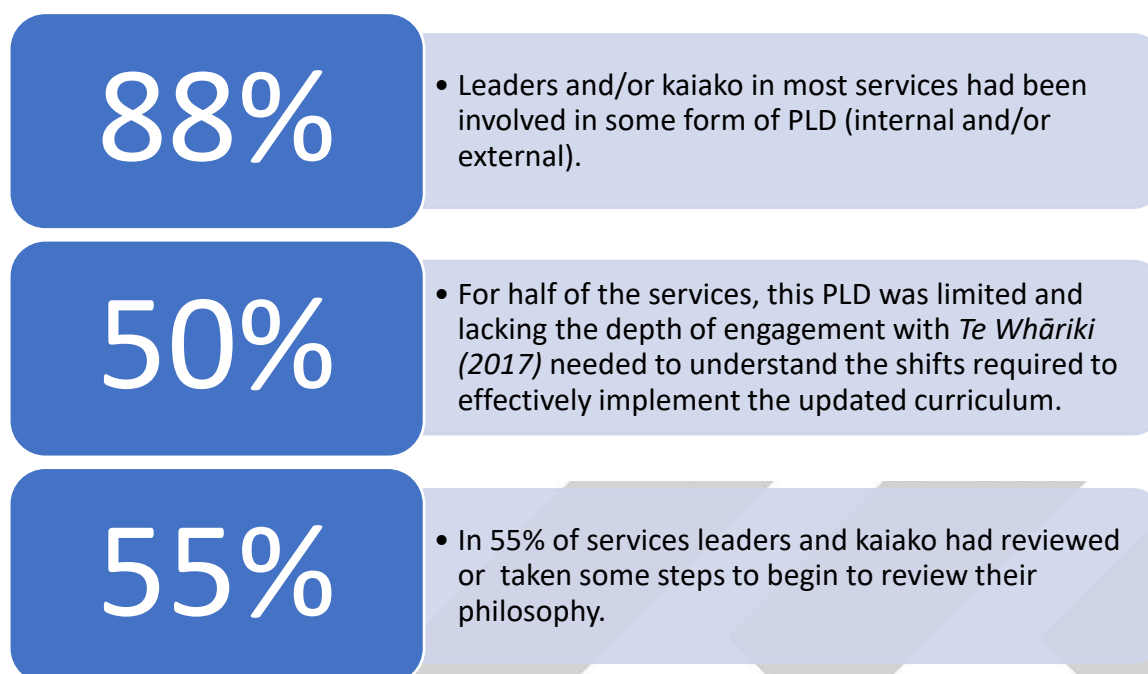 88%
• Leaders and/or kaiako in most services had been
involved in some form of PLD (internal and/or
external).
50%
• For half of the services, this PLD was limited and
lacking the depth of engagement with Te Whāriki
(2017) needed to understand the shifts required to
effectively implement the updated curriculum.
55%
• In 55% of services leaders and kaiako had reviewed
or  taken some steps to begin to review their
philosophy.